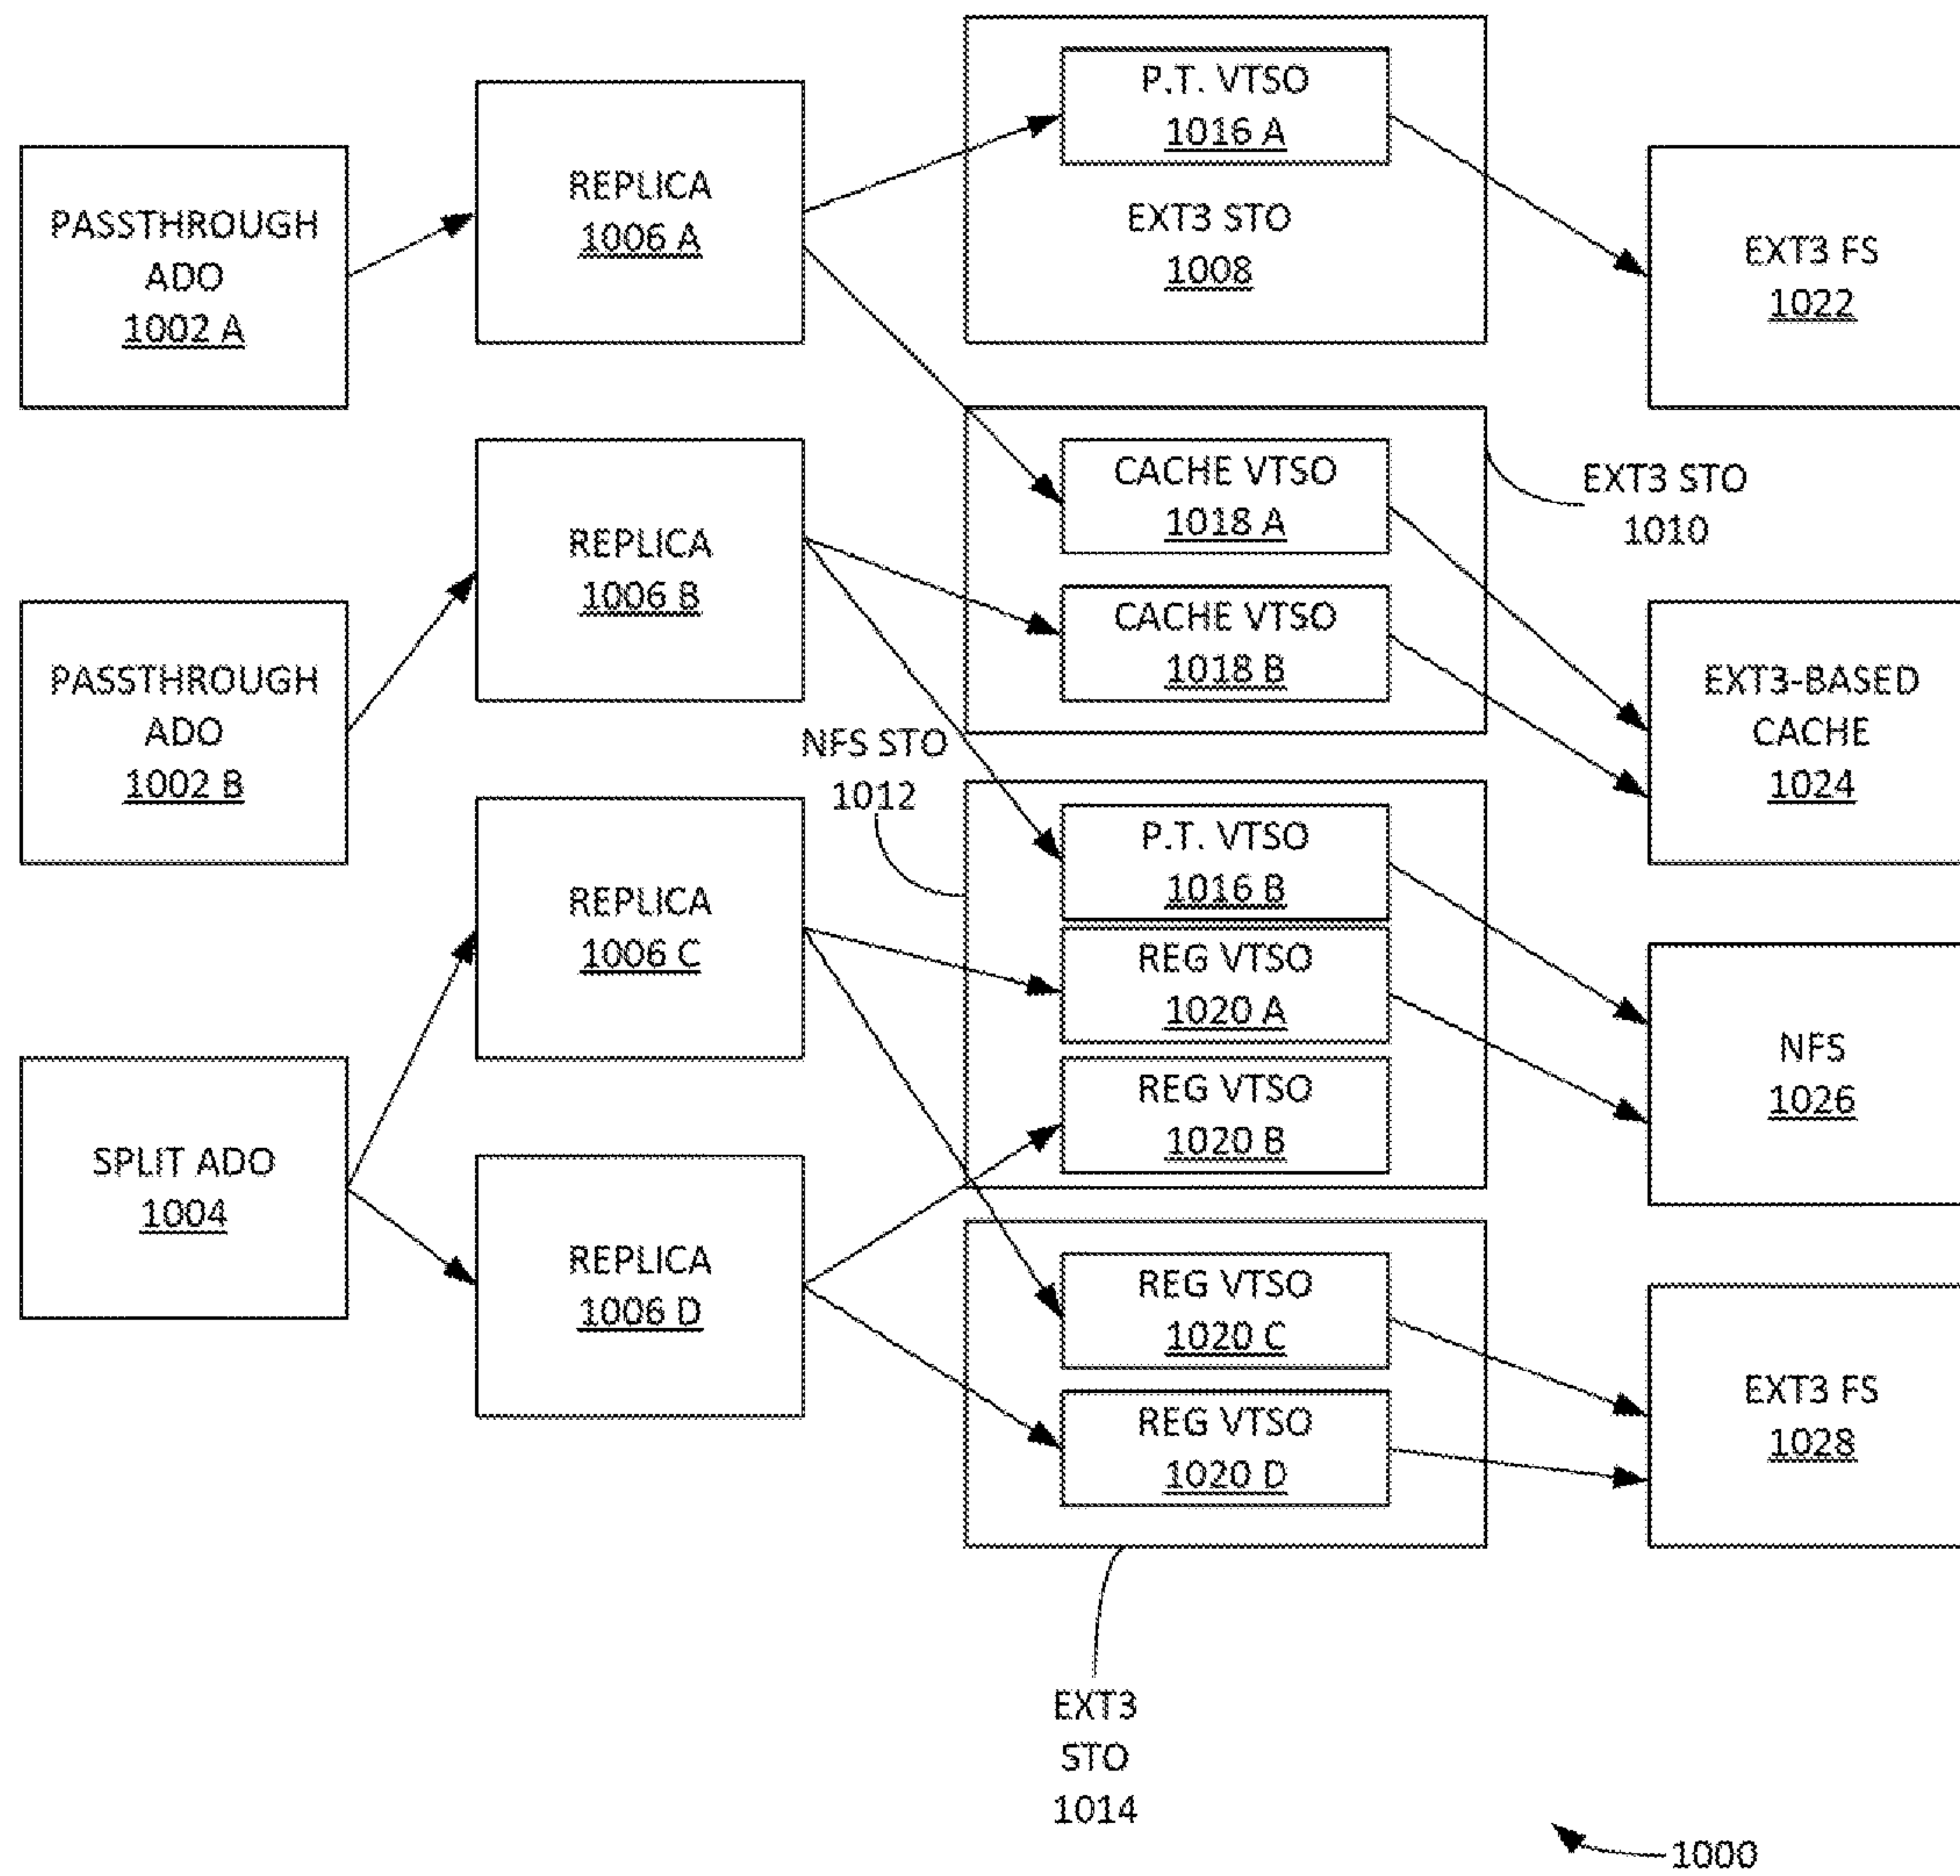 PASSTHROUGH
ADO
1002 A
PASSTHROUGH
ADO
1002 B
SPLIT ADO
1004
REPLICA
1006 A
REPLICA
1006 B
REPLICA
1006 C
REPLICA
1006 D
P.T. VTSO
1016 A
EXT3 STO
1008
CACHE VTSO
1018 A
CACHE VTSO
1018 B
EXT3 STO
1010
NFS STO
1012
P.T. VTSO
1016 B
REG VTSO
1020 A
REG VTSO
1020 B
REG VTSO
1020 C
REG VTSO
1020 D
EXT3
STO
1014
EXT3 FS
1022
EXT3-BASED
CACHE
1024
NFS
1026
EXT3 FS
1028
1000